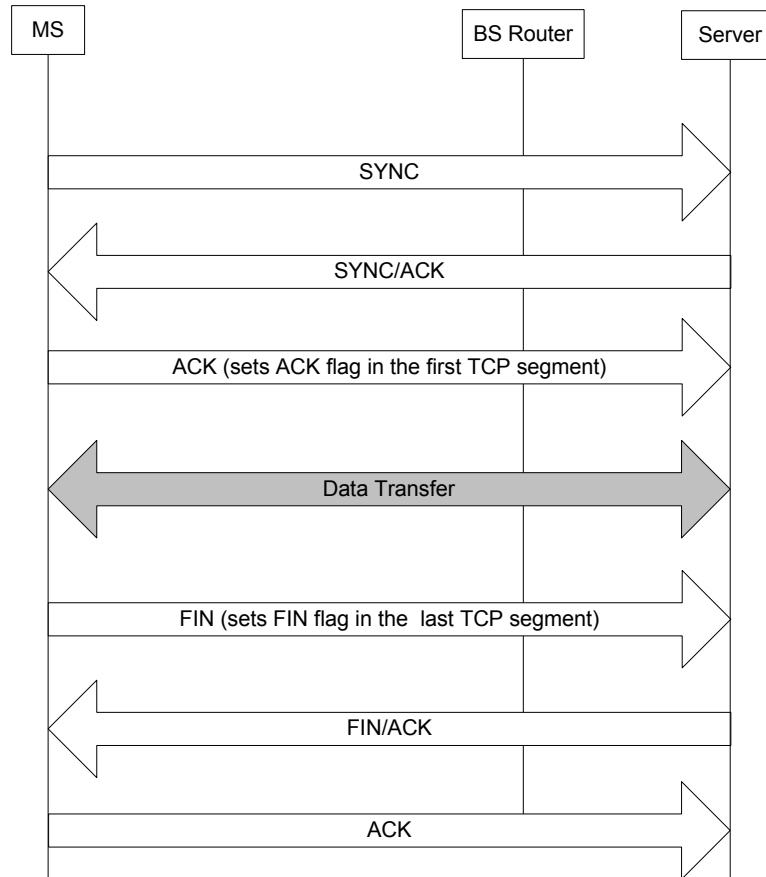 MS
BS Router
Server
SYNC
SYNC/ACK
ACK (sets ACK flag in the first TCP segment)
Data Transfer
FIN (sets FIN flag in the  last TCP segment)
FIN/ACK
ACK